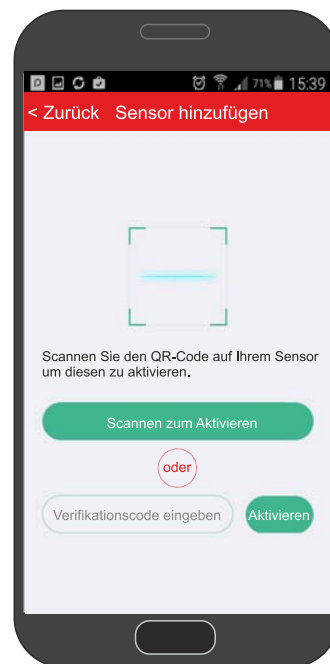 71% 15:39
< Zurück Sensor hinzufügen
Scannen Sie den QR-Code auf Ihrem Sensor
um diesen zu aktivieren.
Scannen zum Aktivieren
oder
Verifikationscode eingeben Aktivieren